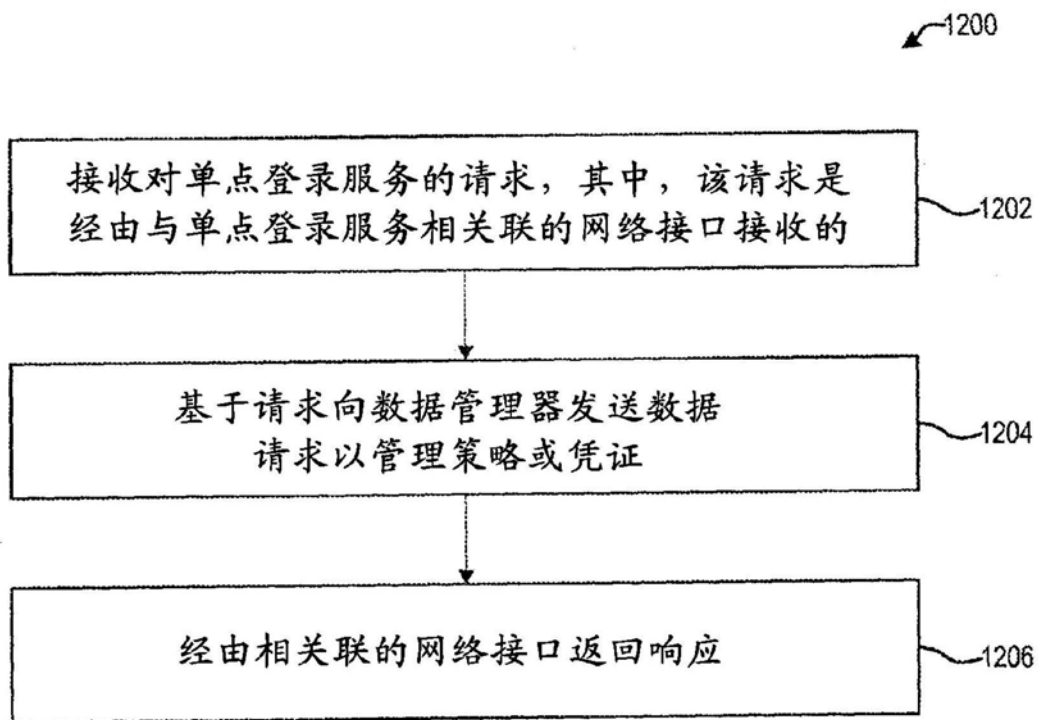 1200
接收对单点登录服务的请求，其中，该请求是
经由与单点登录服务相关联的网络接口接收的
1202
基于请求向数据管理器发送数据
请求以管理策略或凭证
1204
经由相关联的网络接口返回响应
1206